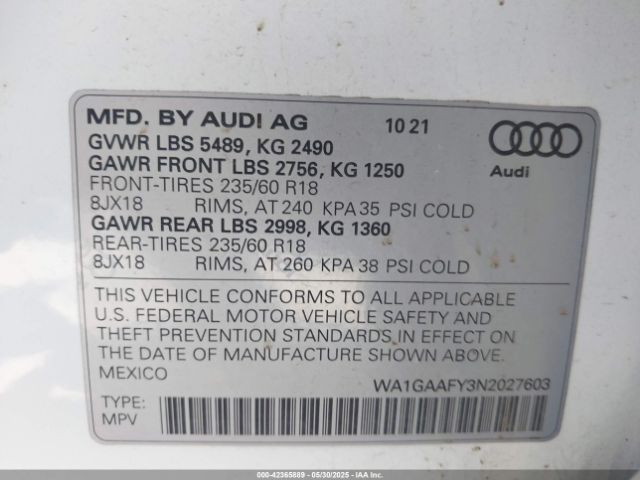 MFD. BY AUDI AG 10 21
GVWR LBS 5489, KG 2490
GAWR FRONT LBS 2756, KG 1250
Audi
FRONT-TIRES 235/60 R18
8JX18 RIMS, AT 240 KPA 35 PSI COLD
GAWR REAR LBS 2998, KG 1360
REAR-TIRES 235/60 R18
8JX18 RIMS, AT 260 KPA 38 PSI COLD
THIS VEHICLE CONFORMS TO ALL APPLICABLE
U.S. FEDERAL MOTOR VEHICLE SAFETY AND
THEFT PREVENTION STANDARDS IN EFFECT ON
THE DATE OF MANUFACTURE SHOWN ABOVE.
MEXICO WA1GAAFY3N2027603
TYPE:
MPV
000-42365889 - 05/30/2025 - IAAI.COM